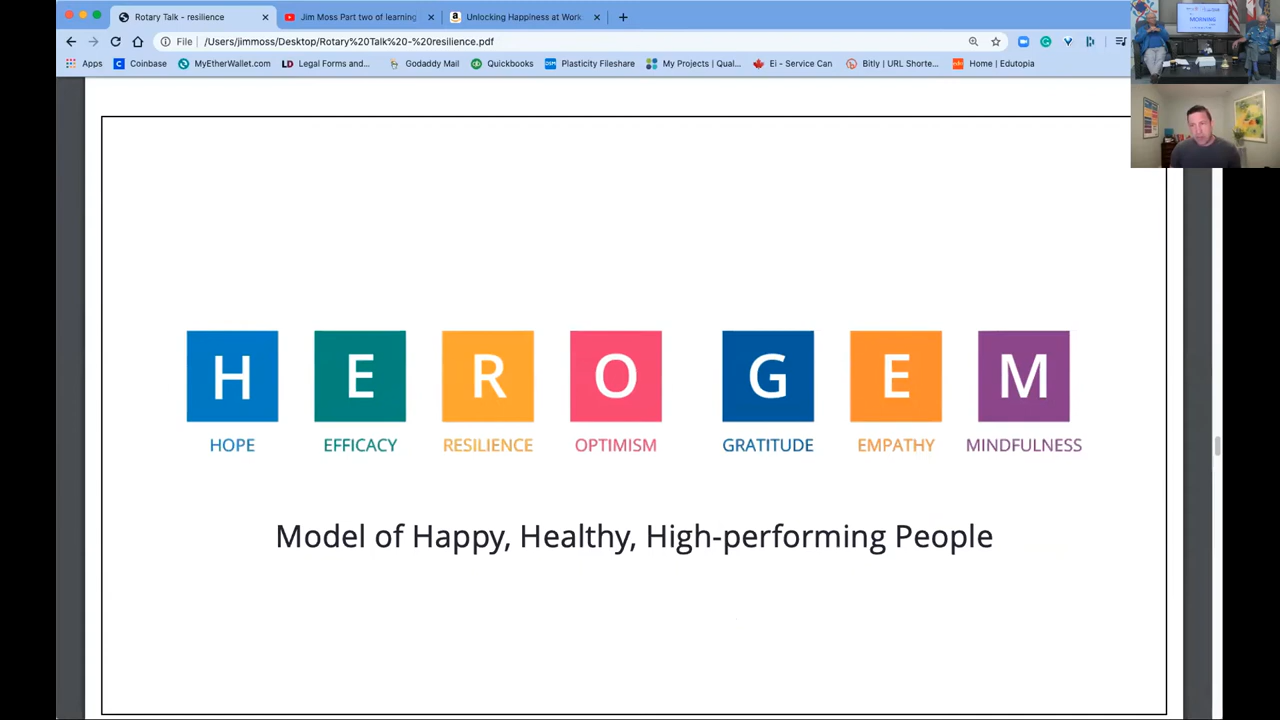 Rotary Talk - resilience
Jim Moss Part two of learning
Unlocking Happiness at Work
File
/Users/jimmoss/Desktop/Rotary%20Talk%20-%20resilience.pdf
Apps
Coinbase
MyEtherWallet.com
Legal Forms and...
Godaddy Mail
Quickbooks
Plasticity Fileshare
My Projects | Qual...
Ei - Service Can
Bitly | URL Shorte...
Home | Edutopia
MORNING
H E R O G E M
HOPE EFFICACY RESILIENCE OPTIMISM GRATITUDE EMPATHY MINDFULNESS
Model of Happy, Healthy, High-performing People